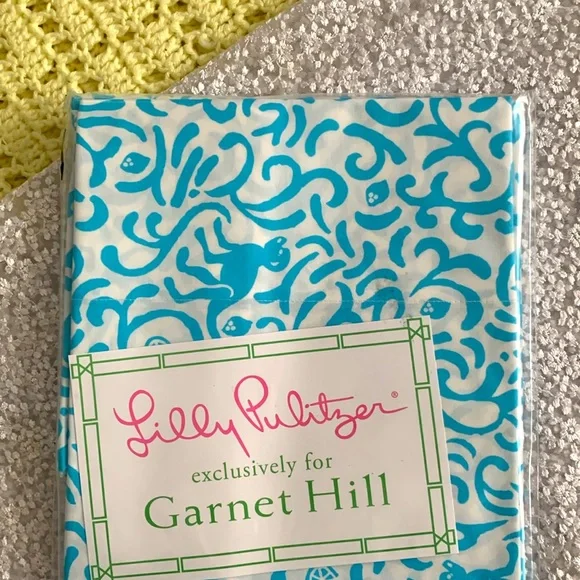 Lilly Pulitzer®
exclusively for
Garnet Hill